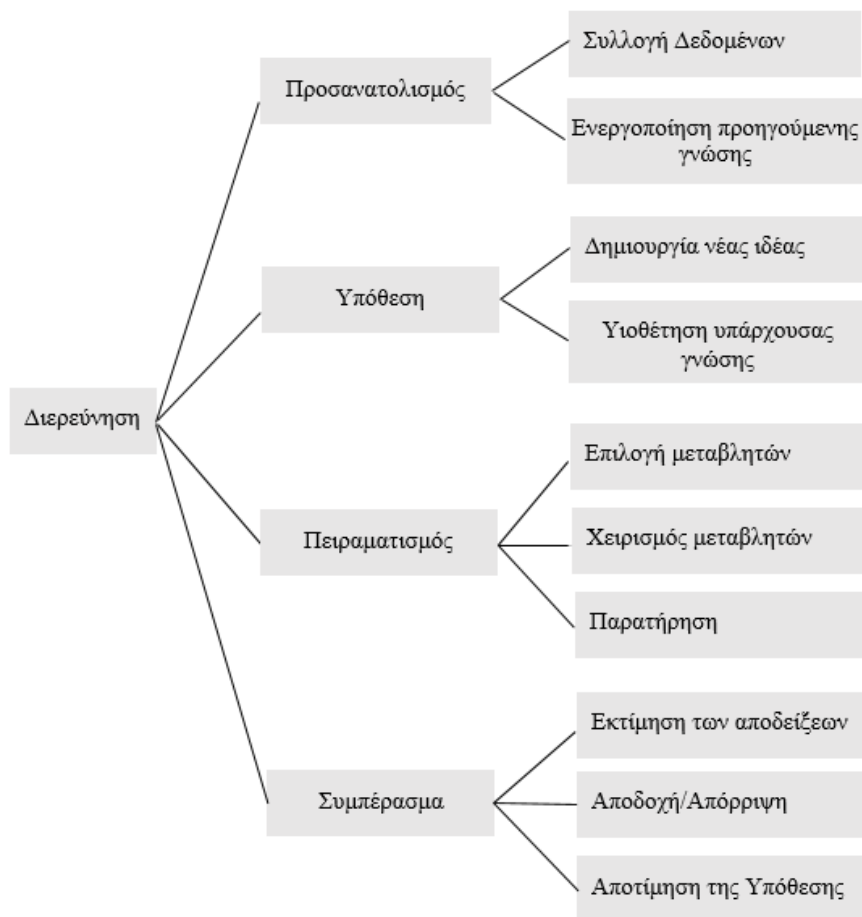 Διερεύνηση
Προσανατολισμός
Συλλογή Δεδομένων
Ενεργοποίηση προηγούμενης
γνώσης
Υπόθεση
Δημιουργία νέας ιδέας
Υιοθέτηση υπάρχουσας
γνώσης
Πειραματισμός
Επιλογή μεταβλητών
Χειρισμός μεταβλητών
Παρατήρηση
Συμπέρασμα
Εκτίμηση των αποδείξεων
Αποδοχή/Απόρριψη
Αποτίμηση της Υπόθεσης